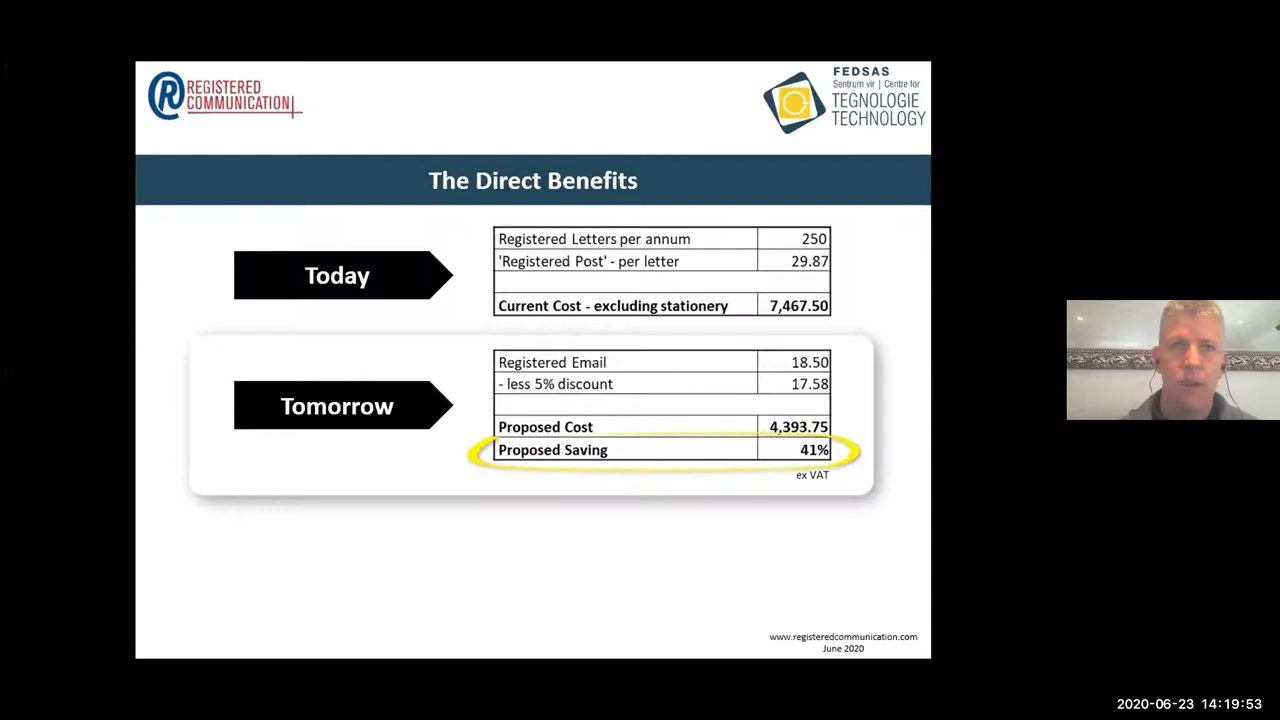 REGISTERED
COMMUNICATION
FEDSAS
Sentrum vir | Centre for
TEGNOLOGIE
TECHNOLOGY
The Direct Benefits
Today
Registered Letters per annum 250
'Registered Post' - per letter 29.87
Current Cost - excluding stationery 7,467.50
Tomorrow
Registered Email 18.50
- less 5% discount 17.58
Proposed Cost 4,393.75
Proposed Saving 41%
ex VAT
www.registeredcommunication.com
June 2020
2020-06-23 14:19:53